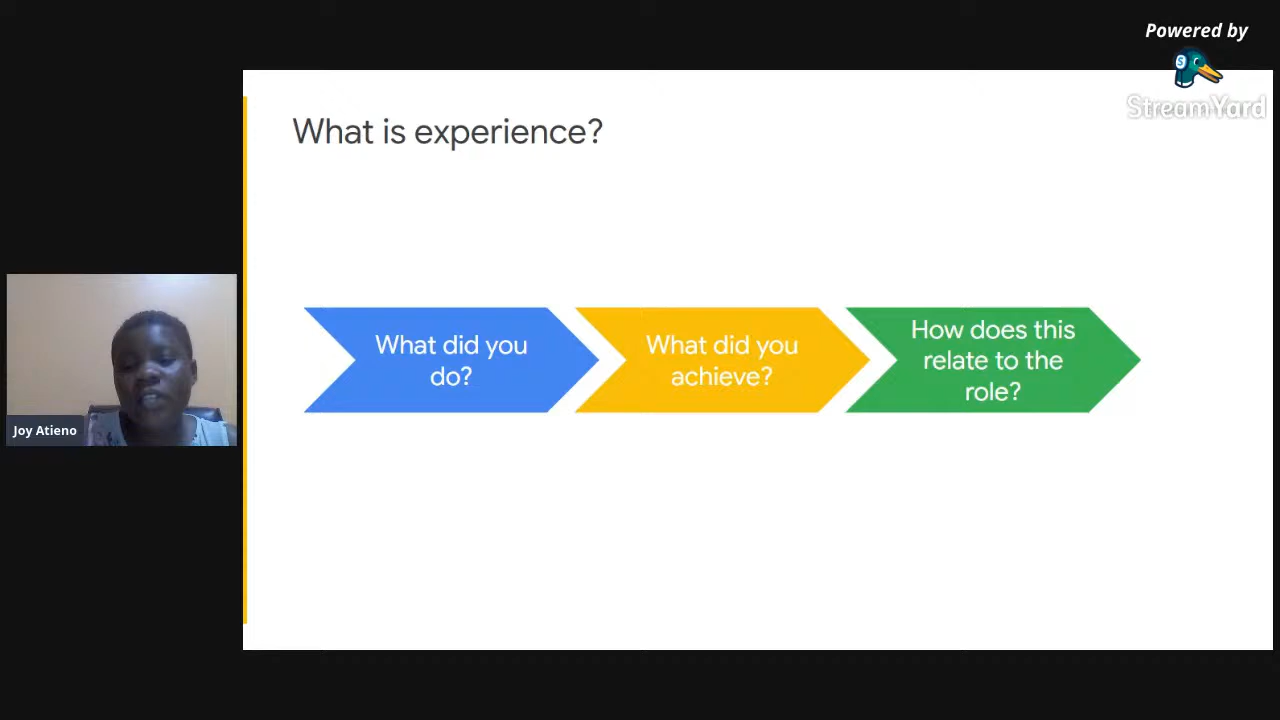 Powered by
StreamYard
What is experience?
What did you
do?
What did you
achieve?
How does this
relate to the
role?
Joy Atieno